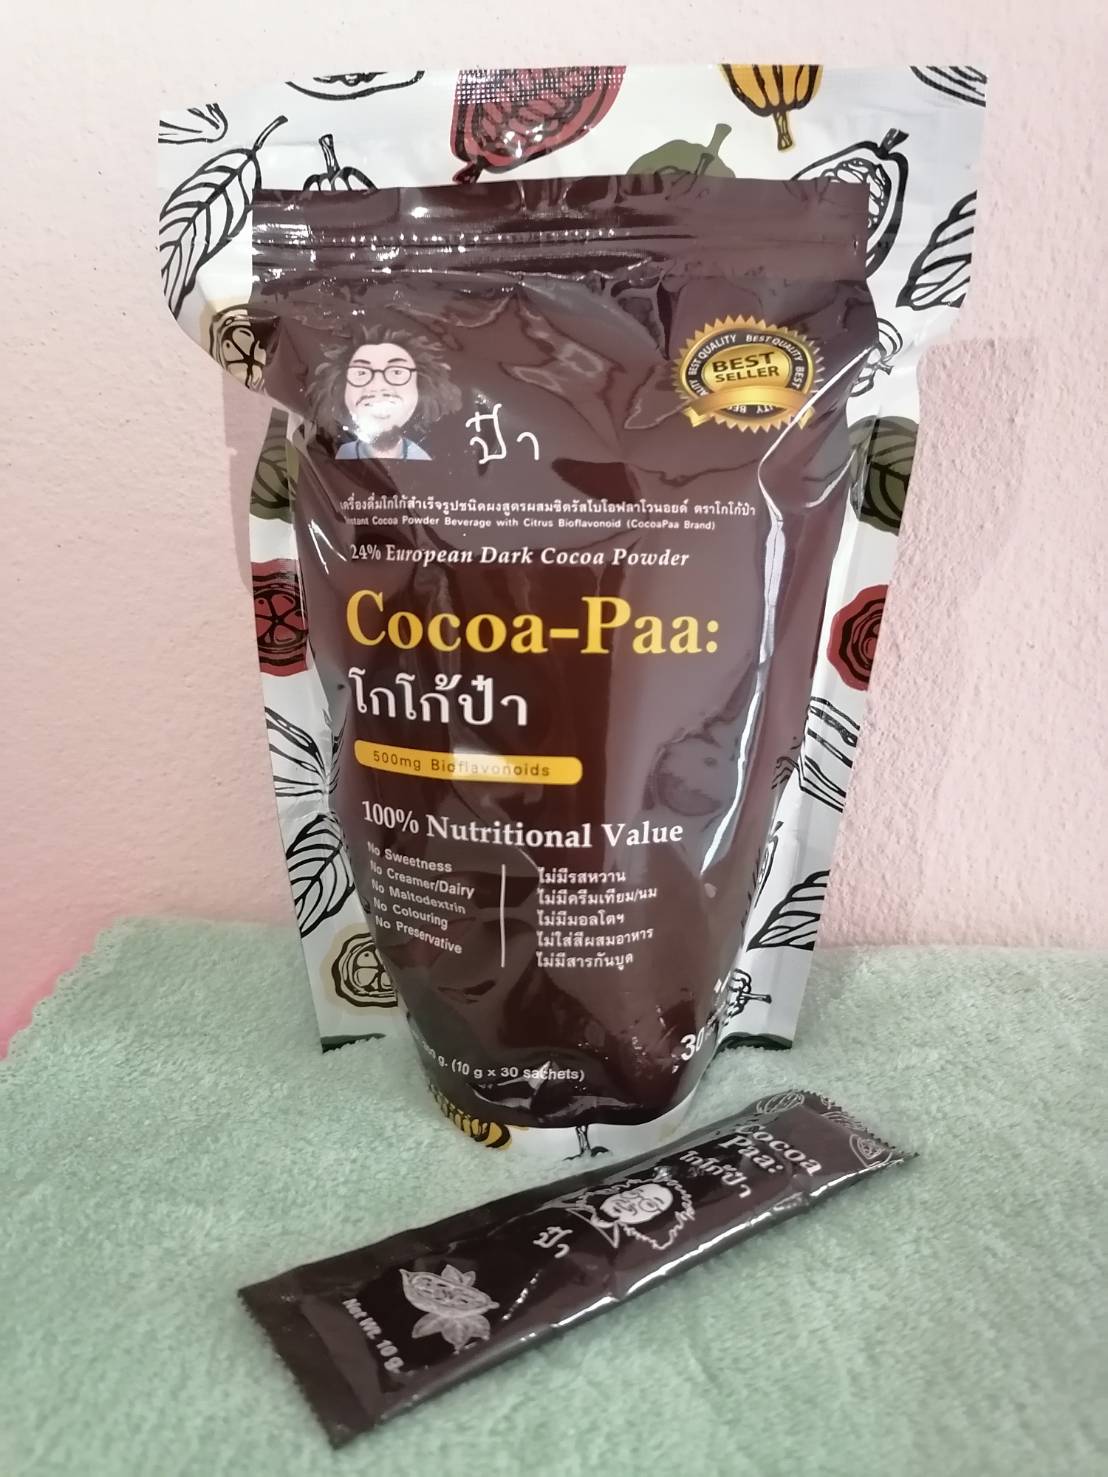 BEST QUALITY BEST QUALITY BEST
BEST
SELLER
ป๋า
เครื่องดื่มโกโก้สำเร็จรูปชนิดผงสูตรผสมซิตรัสไบโอฟลาโวนอยด์ ตราโกโก้ป๋า
Instant Cocoa Powder Beverage with Citrus Bioflavonoid (CocoaPaa Brand)
24% European Dark Cocoa Powder
Cocoa-Paa:
โกโก้ป๋า
500mg Bioflavonoids
100% Nutritional Value
No Sweetness
No Creamer/Dairy
No Maltodextrin
No Colouring
No Preservative
ไม่มีรสหวาน
ไม่มีครีมเทียม/นม
ไม่มีมอลโตฯ
ไม่ใส่สีผสมอาหาร
ไม่มีสารกันบูด
g. (10 g x 30 sachets)
30
Cocoa
Paa:
โกโก้ป๋า
ป๋า
Net Wt. 10 g.